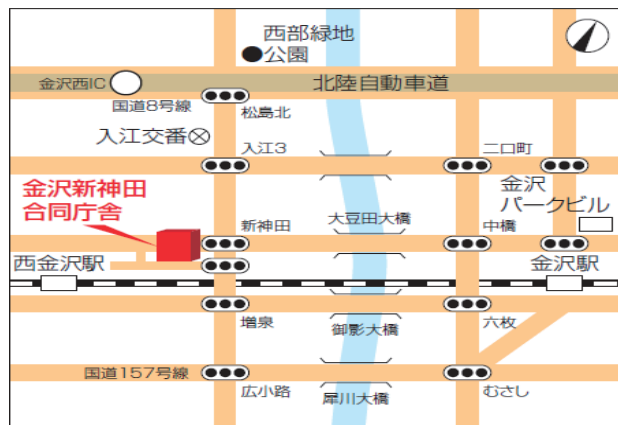 西部緑地
公園
金沢西IC
北陸自動車道
国道8号線
松島北
入江交番
入江3
二口町
金沢新神田
合同庁舎
金沢
パークビル
新神田
大豆田大橋
中橋
西金沢駅
金沢駅
増泉
御影大橋
六枚
国道157号線
広小路
犀川大橋
むさし